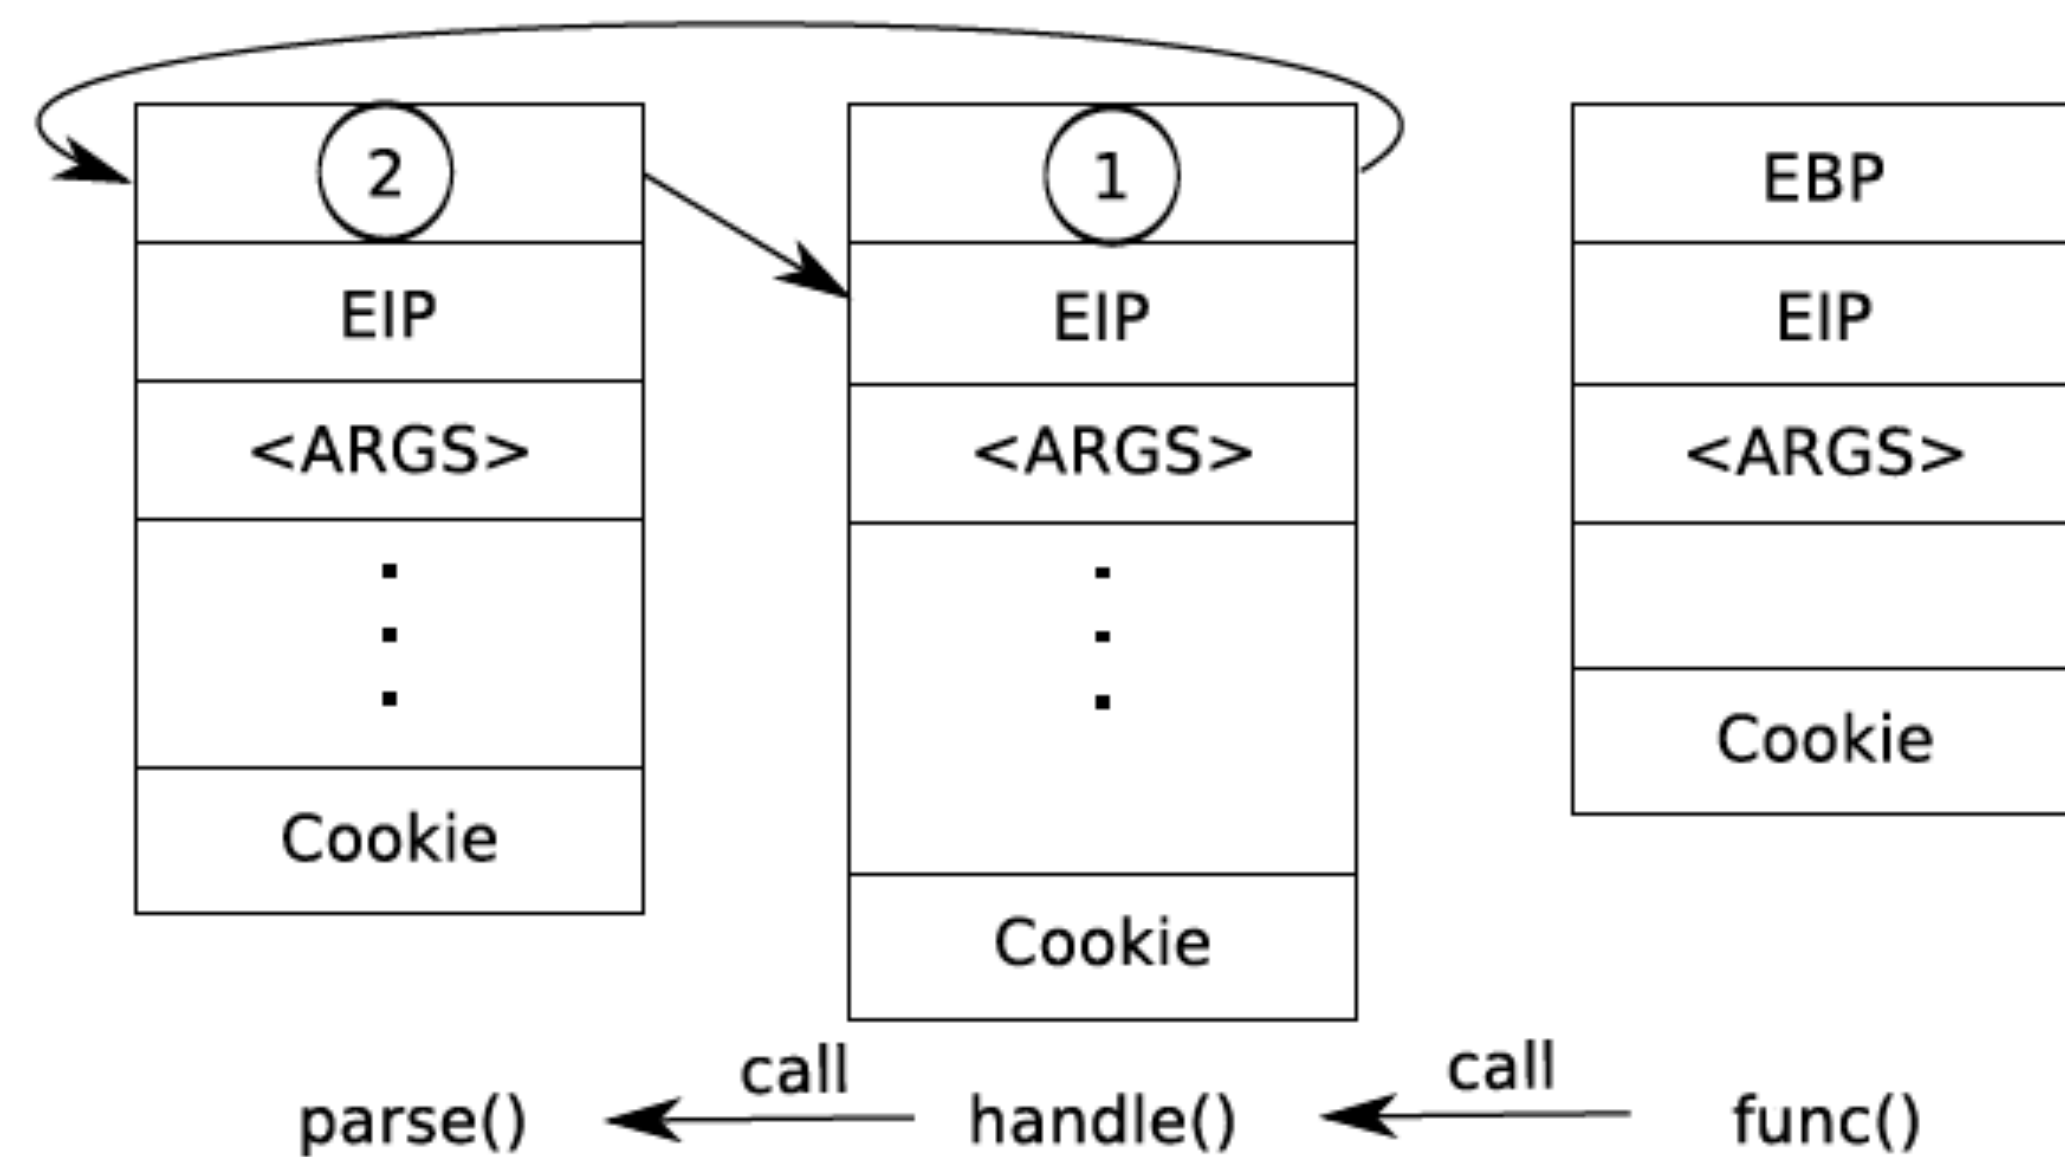 2
EIP
<ARGS>
Cookie
1
EIP
<ARGS>
Cookie
EBP
EIP
<ARGS>
Cookie
parse()
call
handle()
call
func()